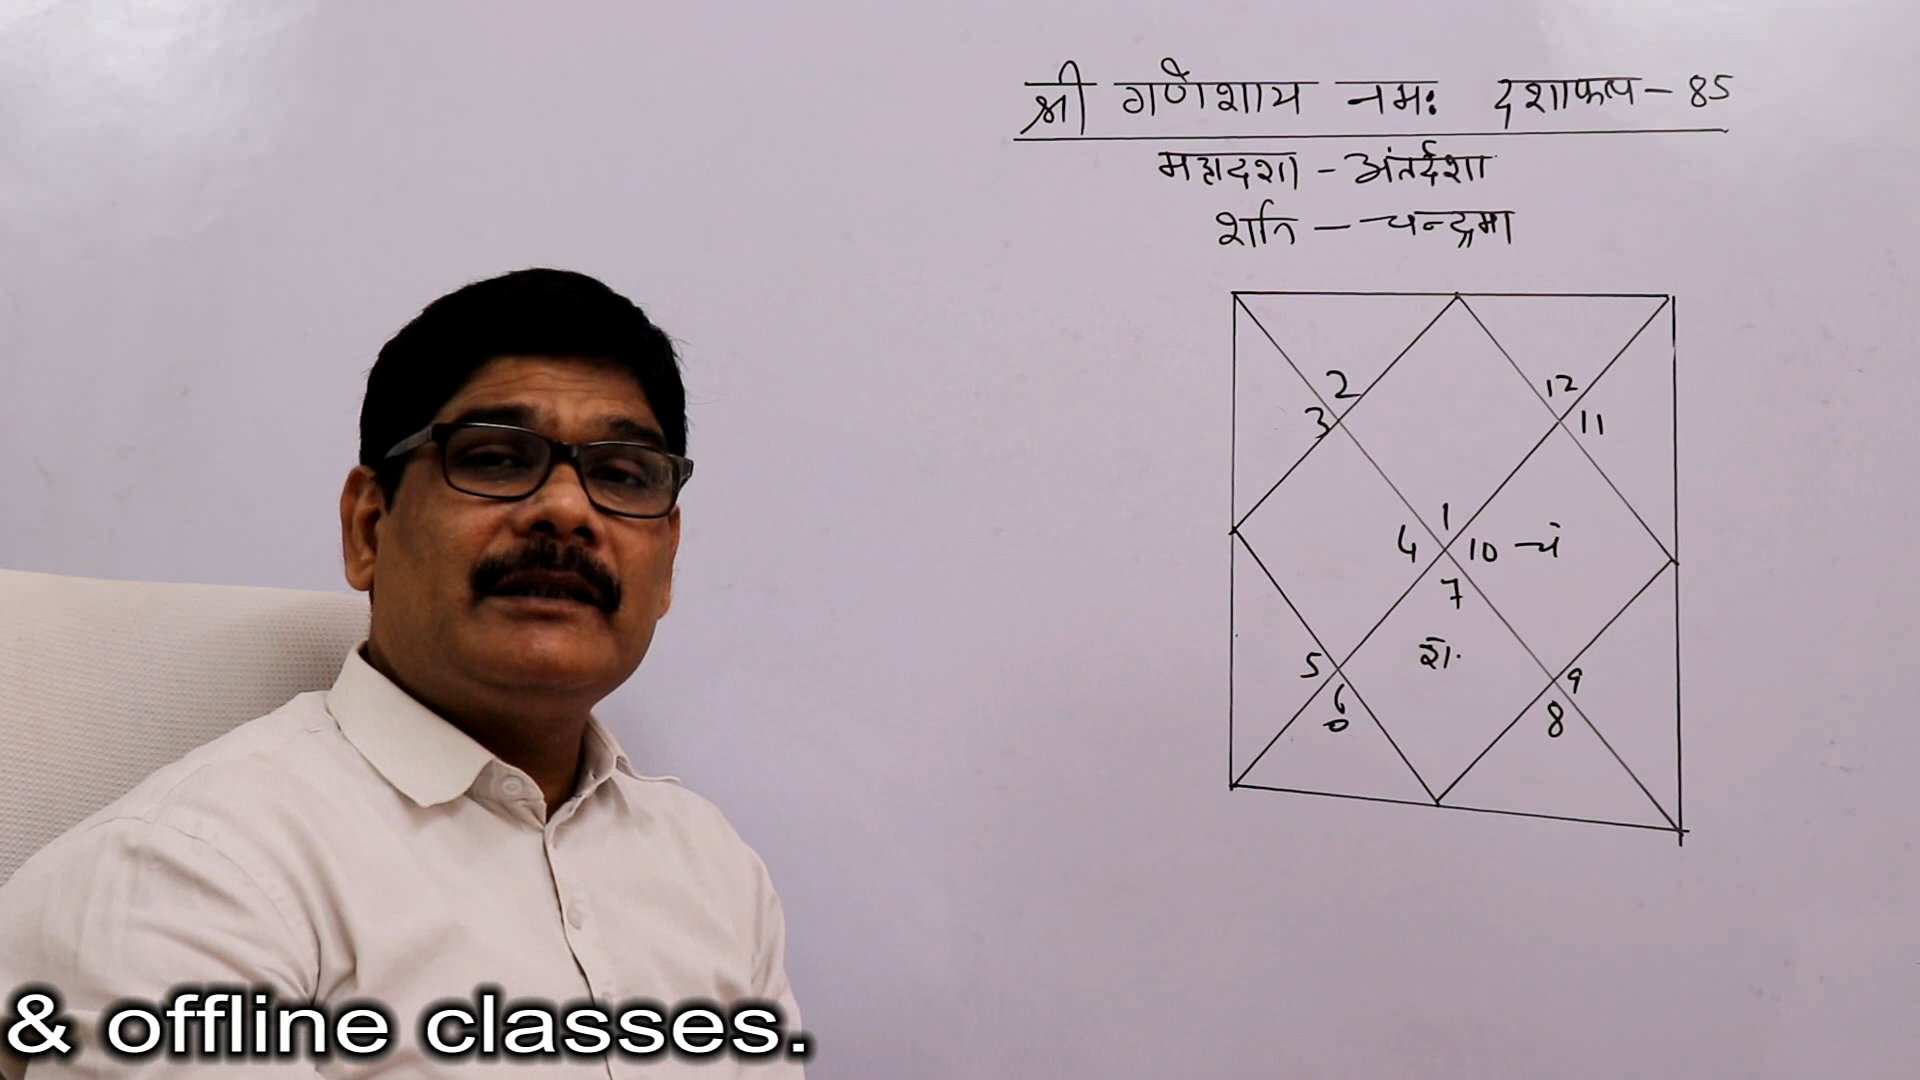 श्री गणेशाय नमः दशाफल - 85
महादशा - अंतर्दशा
शनि - चन्द्रमा
2 12
3 11
1
4 10 चं
7
श.
5 9
6 8
& offline classes.